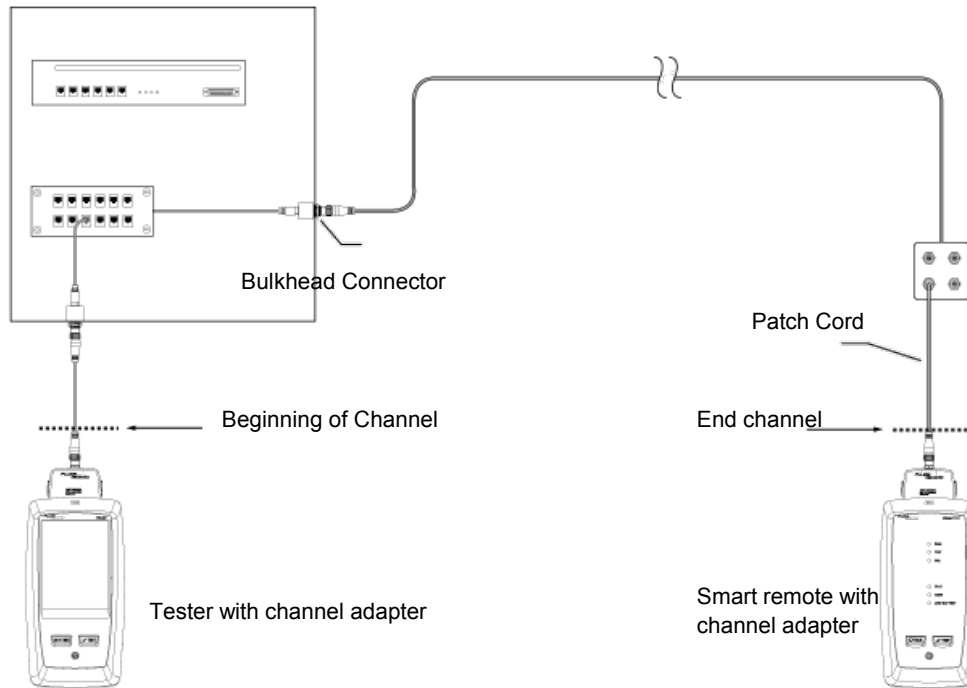 Bulkhead Connector
Patch Cord
Beginning of Channel
End channel
Tester with channel adapter
Smart remote with
channel adapter